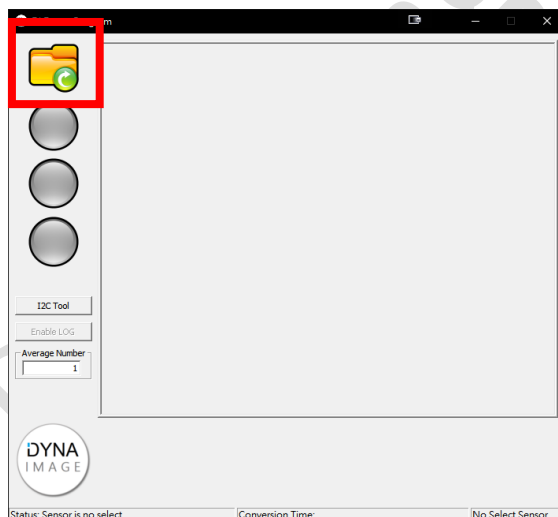 I2C Tool
Enable LOG
Average Number
1
DYNA
IMAGE
Status: Sensor is no select
Conversion Time:
No Select Sensor